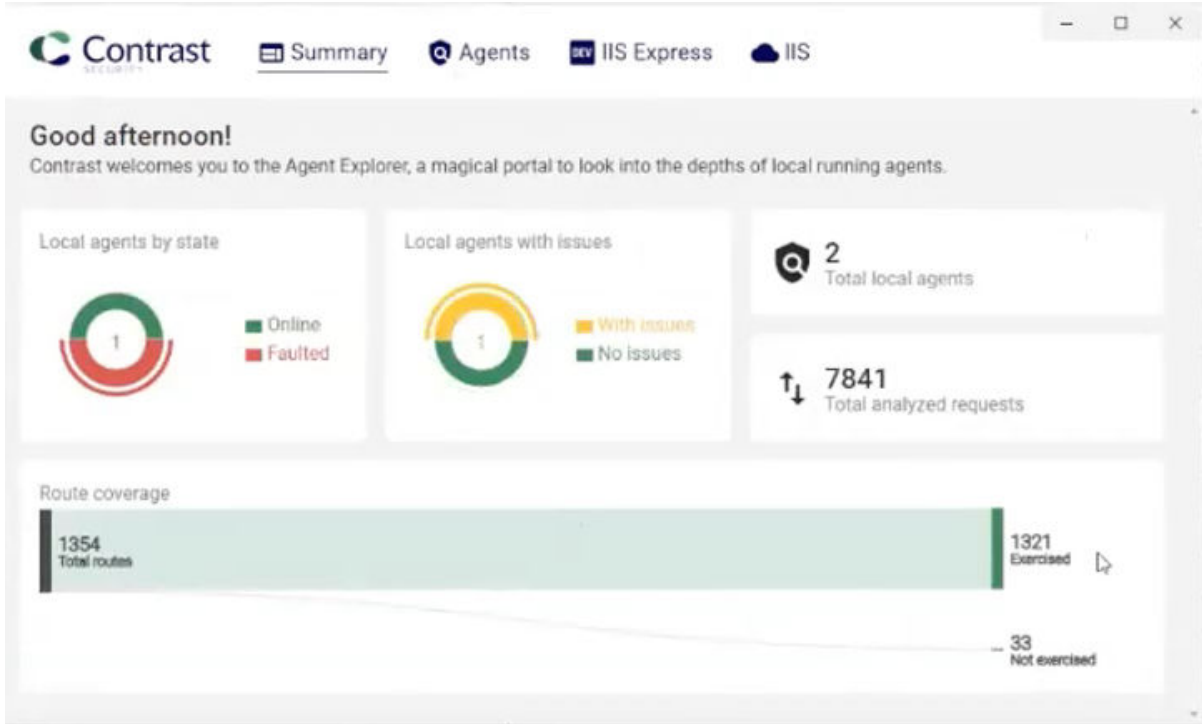 Contrast
SECURITY
Summary
Agents
DEV IIS Express
IIS
Good afternoon!
Contrast welcomes you to the Agent Explorer, a magical portal to look into the depths of local running agents.
Local agents by state
1
Online
Faulted
Local agents with issues
1
With issues
No issues
2
Total local agents
7841
Total analyzed requests
Route coverage
1354
Total routes
1321
Exercised
33
Not exercised